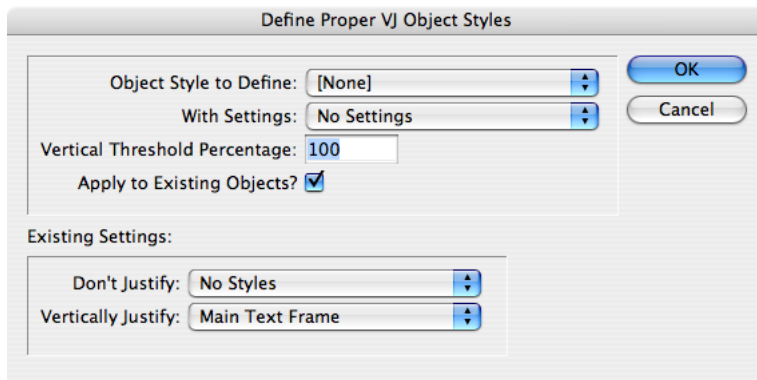 Define Proper VJ Object Styles
Object Style to Define: [None]
OK
With Settings: No Settings
Cancel
Vertical Threshold Percentage: 100
Apply to Existing Objects?
Existing Settings:
Don't Justify: No Styles
Vertically Justify: Main Text Frame